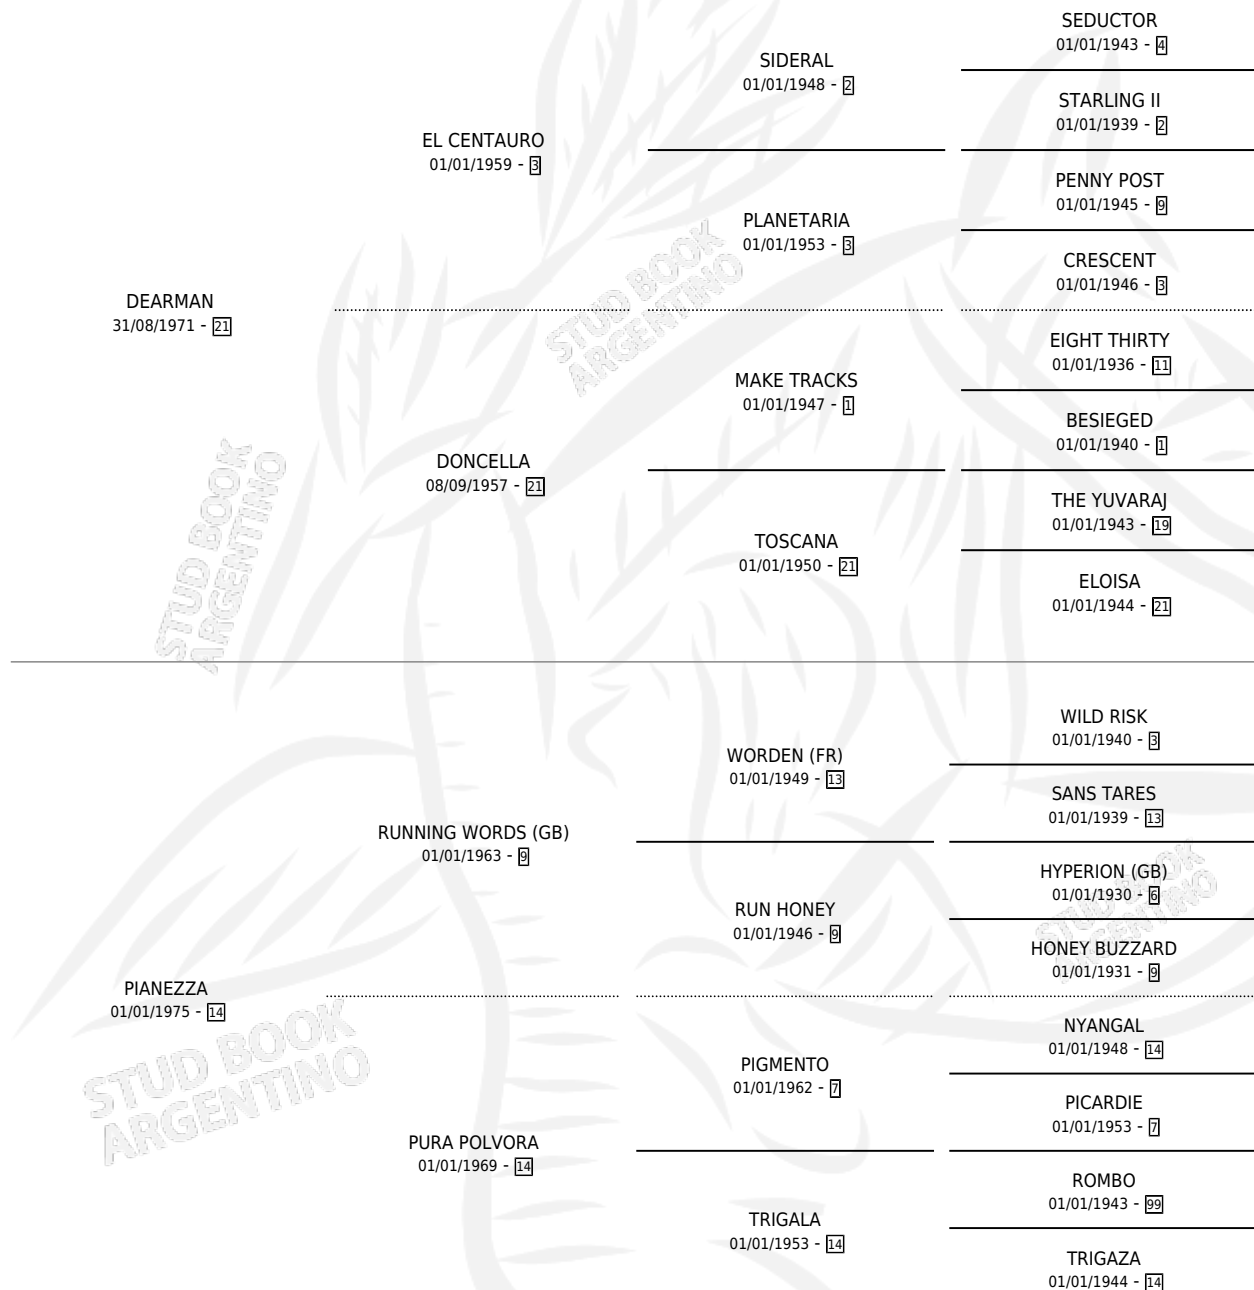 SEDUCTOR
01/01/1943 - 4
SIDERAL
01/01/1948 - 2
STARLING II
01/01/1939 - 2
EL CENTAURO
01/01/1959 - 3
PENNY POST
01/01/1945 - 9
PLANETARIA
01/01/1953 - 3
CRESCENT
01/01/1946 - 3
DEARMAN
31/08/1971 - 21
EIGHT THIRTY
01/01/1936 - 11
MAKE TRACKS
01/01/1947 - 1
BESIEGED
01/01/1940 - 1
DONCELLA
08/09/1957 - 21
THE YUVARAJ
01/01/1943 - 19
TOSCANA
01/01/1950 - 21
ELOISA
01/01/1944 - 21
WILD RISK
01/01/1940 - 3
WORDEN (FR)
01/01/1949 - 13
SANS TARES
01/01/1939 - 13
RUNNING WORDS (GB)
01/01/1963 - 9
HYPERION (GB)
01/01/1930 - 6
RUN HONEY
01/01/1946 - 9
HONEY BUZZARD
01/01/1931 - 9
PIANEZZA
01/01/1975 - 14
NYANGAL
01/01/1948 - 14
PIGMENTO
01/01/1962 - 7
PICARDIE
01/01/1953 - 7
PURA POLVORA
01/01/1969 - 14
ROMBO
01/01/1943 - 99
TRIGALA
01/01/1953 - 14
TRIGAZA
01/01/1944 - 14
STUD BOOK
ARGENTINO
STUD BOOK
ARGENTINO
STUD BOOK
ARGENTINO
STUD BOOK
ARGENTINO